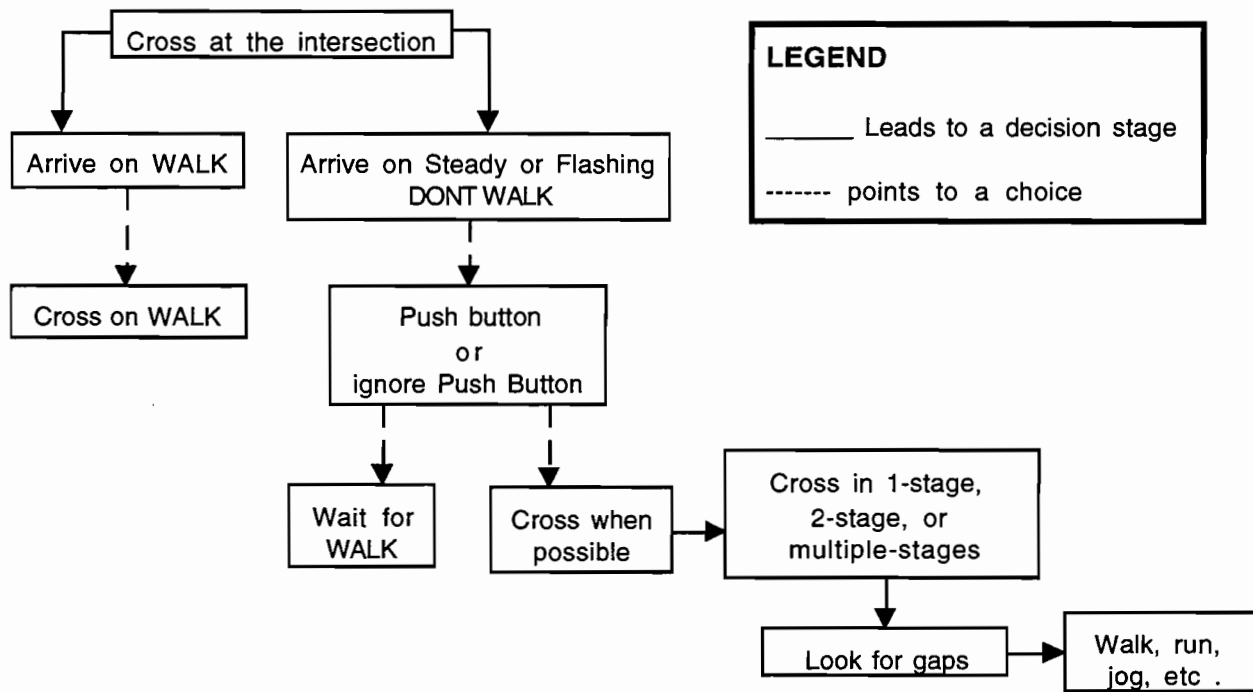 Cross at the intersection
LEGEND
Leads to a decision stage
points to a choice
Arrive on WALK
Arrive on Steady or Flashing
DONT WALK
Cross on WALK
Push button
or
ignore Push Button
Wait for
WALK
Cross when
possible
Cross in 1-stage,
2-stage, or
multiple-stages
Look for gaps
Walk, run,
jog, etc .